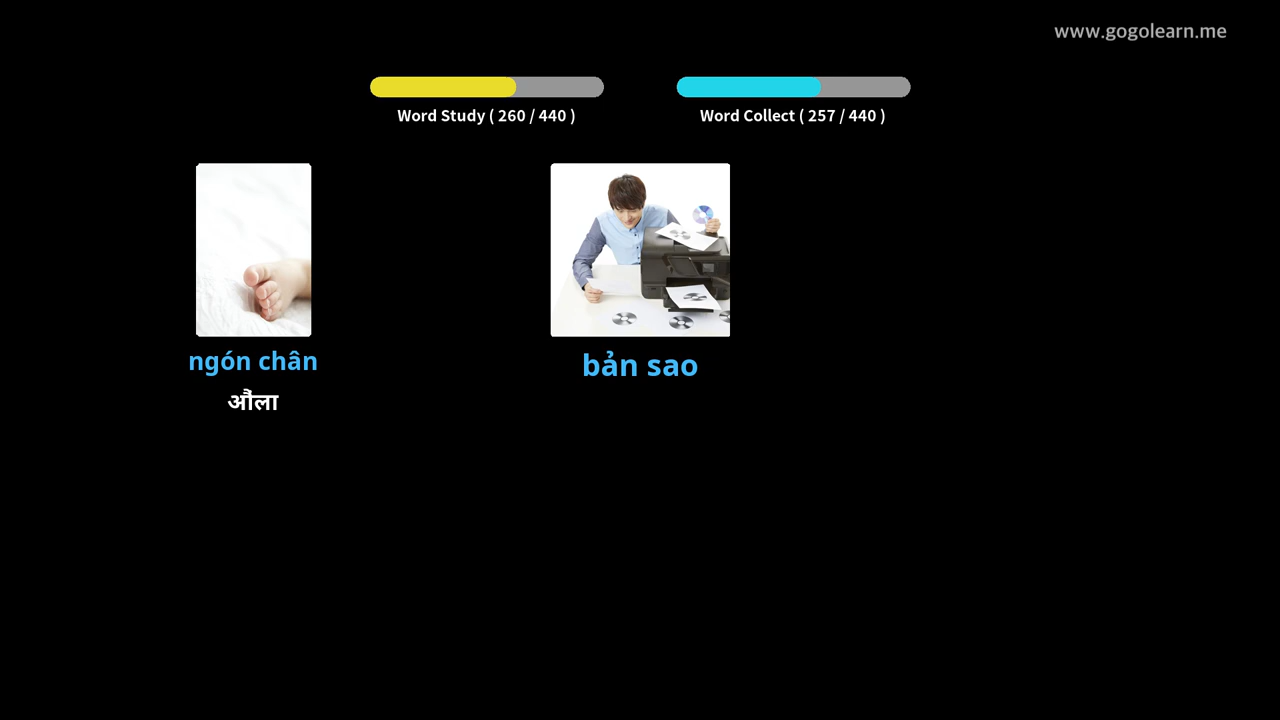 www.gogolearn.me
Word Study ( 260 / 440 )
Word Collect ( 257 / 440 )
ngón chân
औंला
bản sao